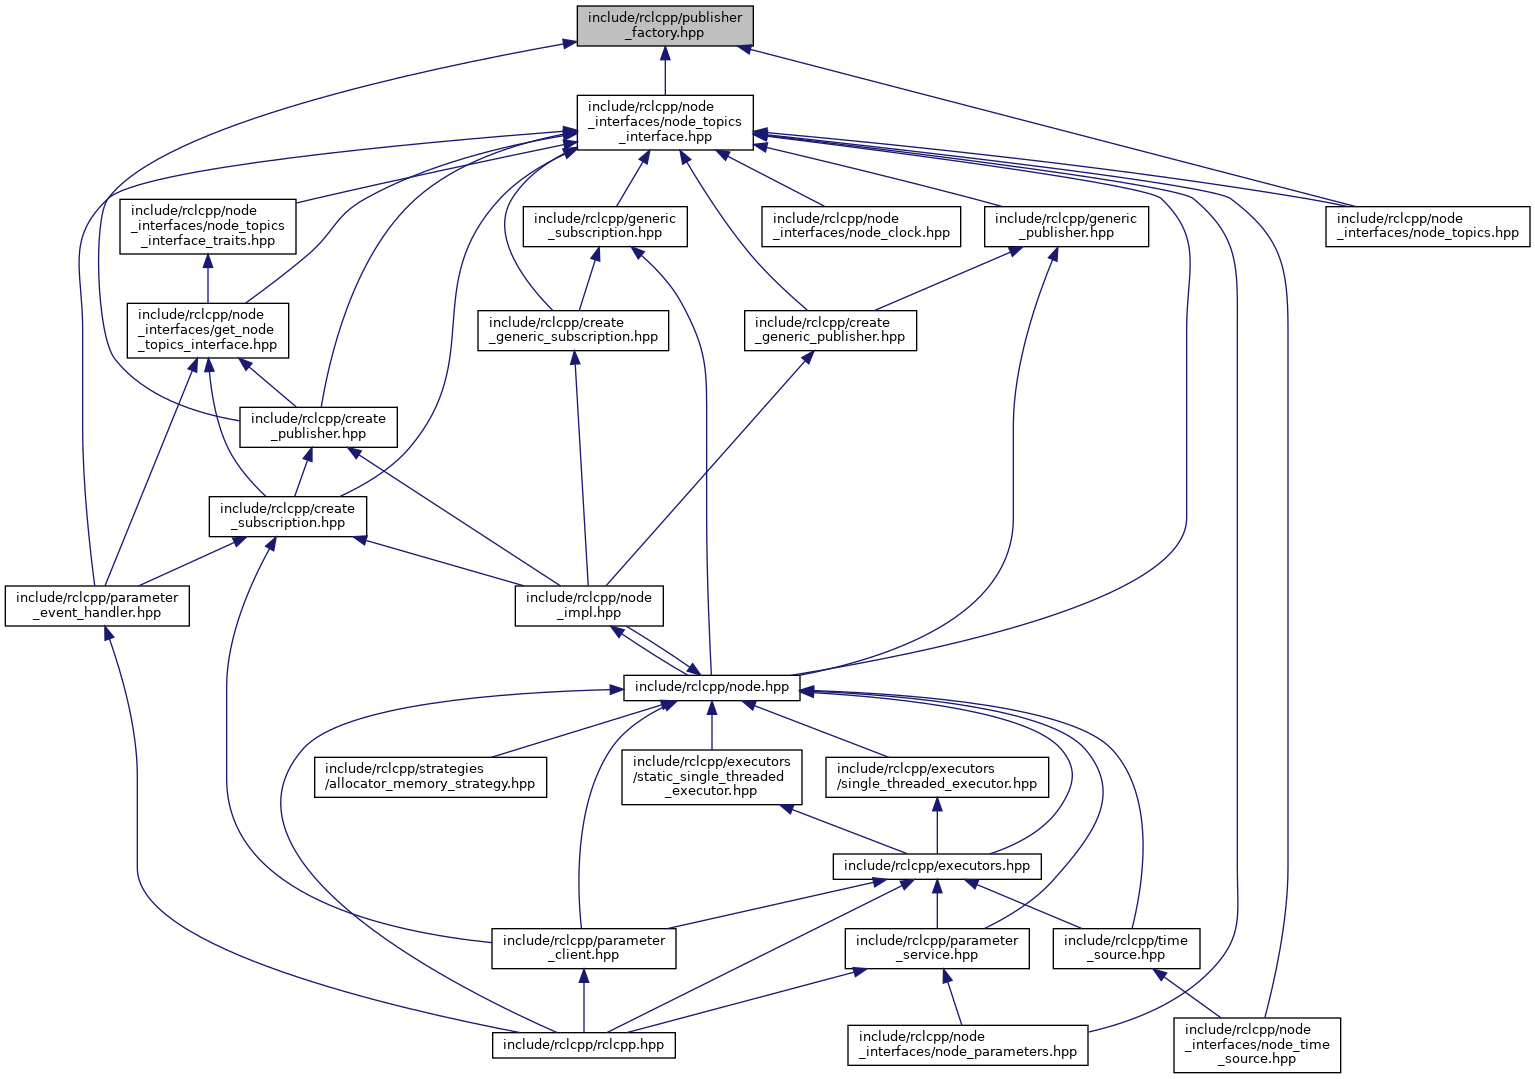 include/rclcpp/publisher
_factory.hpp
include/rclcpp/node
_interfaces/node_topics
_interface.hpp
include/rclcpp/node
_interfaces/node_topics
_interface_traits.hpp
include/rclcpp/generic
_subscription.hpp
include/rclcpp/node
_interfaces/node_clock.hpp
include/rclcpp/generic
_publisher.hpp
include/rclcpp/node
_interfaces/node_topics.hpp
include/rclcpp/node
_interfaces/get_node
_topics_interface.hpp
include/rclcpp/create
_generic_subscription.hpp
include/rclcpp/create
_generic_publisher.hpp
include/rclcpp/create
_publisher.hpp
include/rclcpp/create
_subscription.hpp
include/rclcpp/parameter
_event_handler.hpp
include/rclcpp/node
_impl.hpp
include/rclcpp/node.hpp
include/rclcpp/strategies
/allocator_memory_strategy.hpp
include/rclcpp/executors
/static_single_threaded
_executor.hpp
include/rclcpp/executors
/single_threaded_executor.hpp
include/rclcpp/executors.hpp
include/rclcpp/parameter
_client.hpp
include/rclcpp/parameter
_service.hpp
include/rclcpp/time
_source.hpp
include/rclcpp/rclcpp.hpp
include/rclcpp/node
_interfaces/node_parameters.hpp
include/rclcpp/node
_interfaces/node_time
_source.hpp